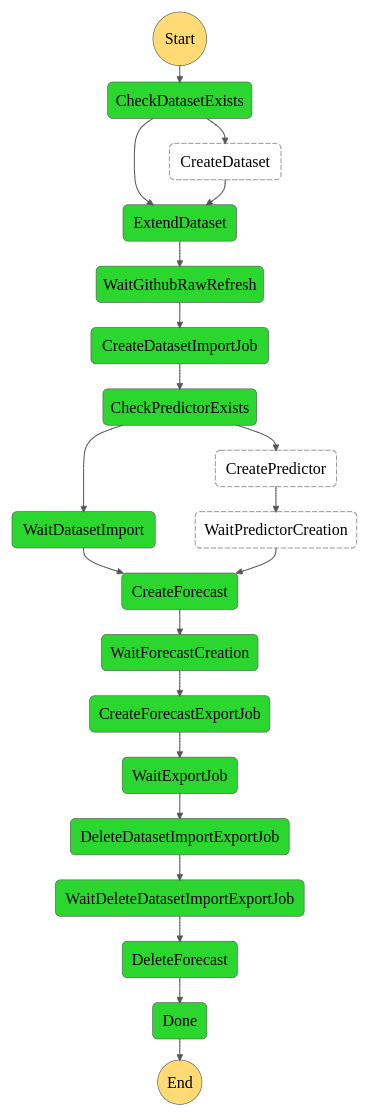 Start
CheckDatasetExists
CreateDataset
ExtendDataset
WaitGithubRawRefresh
CreateDatasetImportJob
CheckPredictorExists
CreatePredictor
WaitDatasetImport
WaitPredictorCreation
CreateForecast
WaitForecastCreation
CreateForecastExportJob
WaitExportJob
DeleteDatasetImportExportJob
WaitDeleteDatasetImportExportJob
DeleteForecast
Done
End